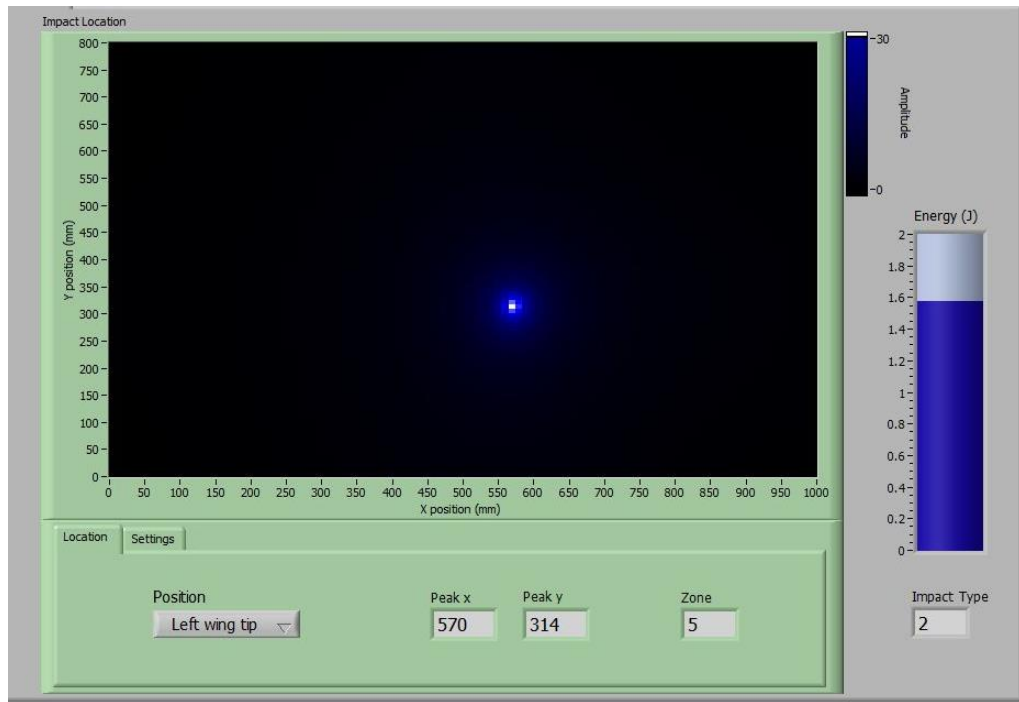 Impact Location
800
750
700
650
600
550
500
450
400
350
300
250
200
150
100
50
0
Y position (mm)
0 50 100 150 200 250 300 350 400 450 500 550 600 650 700 750 800 850 900 950 1000
X position (mm)
30
0
Amplitude
Energy (J)
2
1.8
1.6
1.4
1.2
1
0.8
0.6
0.4
0.2
0
Location Settings
Position
Left wing tip
Peak x
570
Peak y
314
Zone
5
Impact Type
2